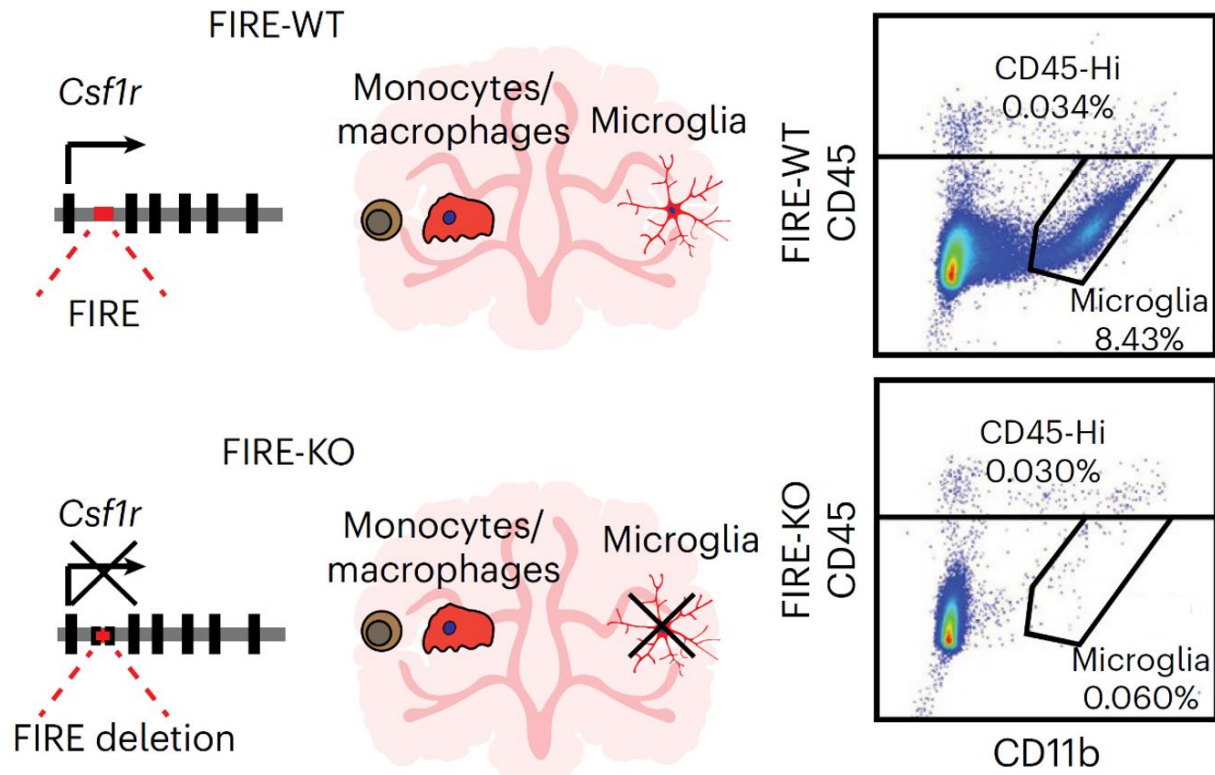 FIRE-WT
Csf1r
FIRE
Monocytes/
macrophages
Microglia
FIRE-WT
CD45
CD45-Hi
0.034%
Microglia
8.43%
FIRE-KO
Csf1r
FIRE deletion
Monocytes/
macrophages
Microglia
FIRE-KO
CD45
CD45-Hi
0.030%
Microglia
0.060%
CD11b